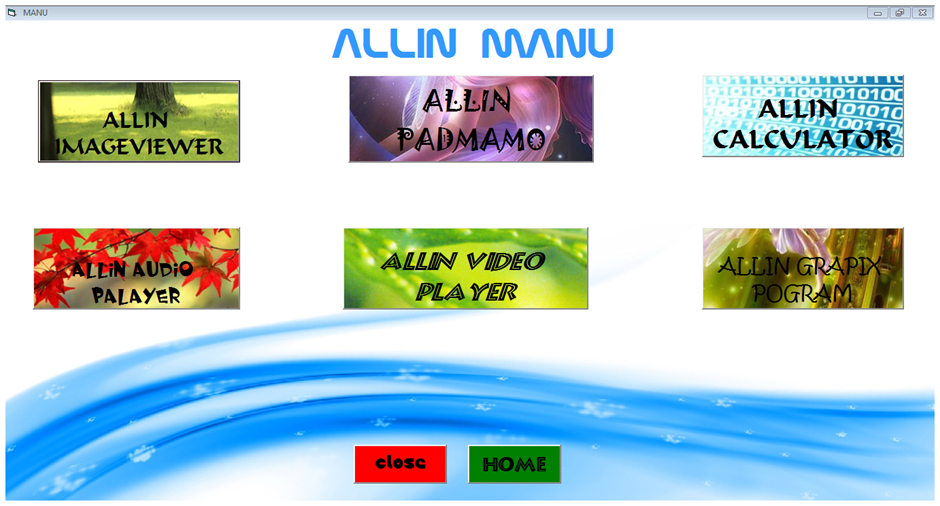 MANU
ALLIN MANU
ALLIN
IMAGEVIEWER
ALLIN
PADMAMO
ALLIN
CALCULATOR
ALLIN AUDIO
PALAYER
ALLIN VIDEO
PLAYER
ALLIN GRAPIX
POGRAM
close
HOME